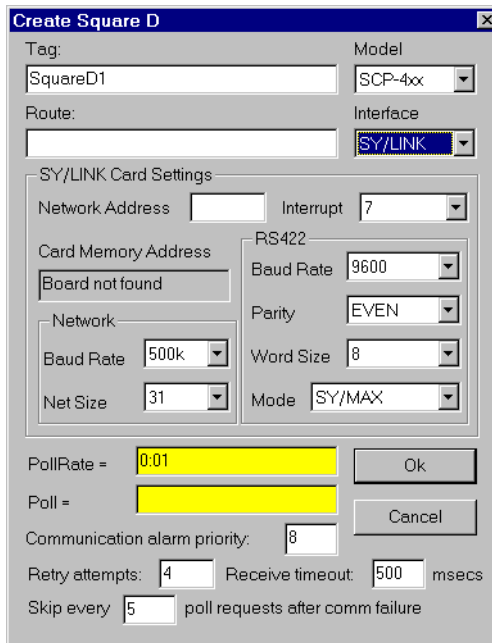 Create Square D
Tag: Model
SquareD1 SCP-4xx
Route: Interface
SY/LINK
SY/LINK Card Settings
Network Address Interrupt 7
Card Memory Address
Board not found
RS422
Baud Rate 9600
Parity EVEN
Word Size 8
Mode SY/MAX
Network
Baud Rate 500k
Net Size 31
PollRate = 0:01 Ok
Poll = Cancel
Communication alarm priority: 8
Retry attempts: 4 Receive timeout: 500 msecs
Skip every 5 poll requests after comm failure